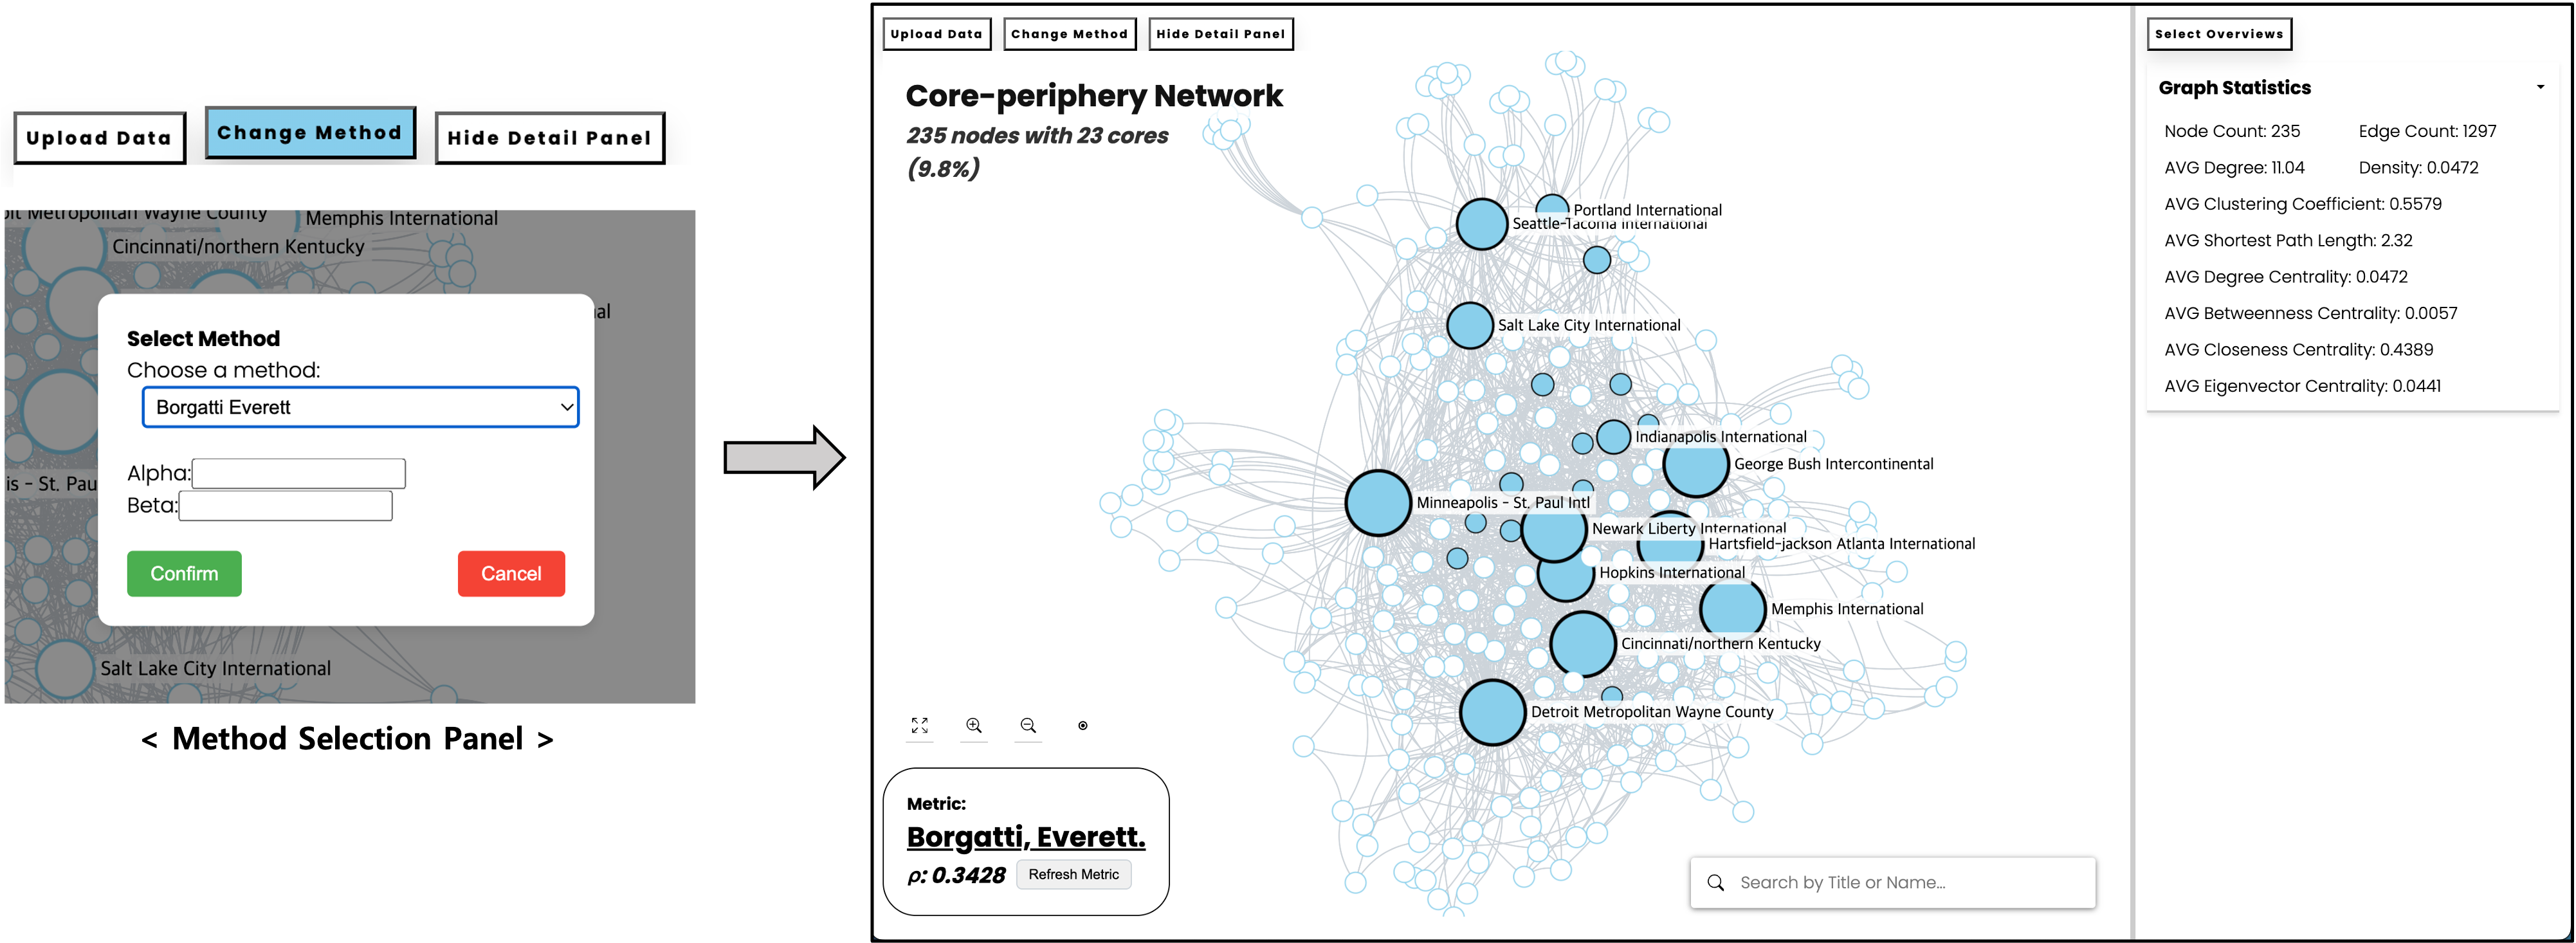 Upload Data
Change Method
Hide Detail Panel
Metropolitan Wayne County
Memphis International
Cincinnati/northern Kentucky
al
Select Method
Choose a method:
Borgatti Everett
Alpha:
is - St. Pau
Beta:
Confirm
Cancel
Salt Lake City International
< Method Selection Panel >
Upload Data
Change Method
Hide Detail Panel
Core-periphery Network
235 nodes with 23 cores
(9.8%)
Portland International
Seattle-Tacoma International
Salt Lake City International
Indianapolis International
George Bush Intercontinental
Minneapolis - St. Paul Intl
Newark Liberty International
Hartsfield-jackson Atlanta International
Hopkins International
Memphis International
Cincinnati/northern Kentucky
Detroit Metropolitan Wayne County
Metric:
Borgatti, Everett.
ρ: 0.3428
Refresh Metric
Search by Title or Name...
Select Overviews
Graph Statistics
Node Count: 235
Edge Count: 1297
AVG Degree: 11.04
Density: 0.0472
AVG Clustering Coefficient: 0.5579
AVG Shortest Path Length: 2.32
AVG Degree Centrality: 0.0472
AVG Betweenness Centrality: 0.0057
AVG Closeness Centrality: 0.4389
AVG Eigenvector Centrality: 0.0441